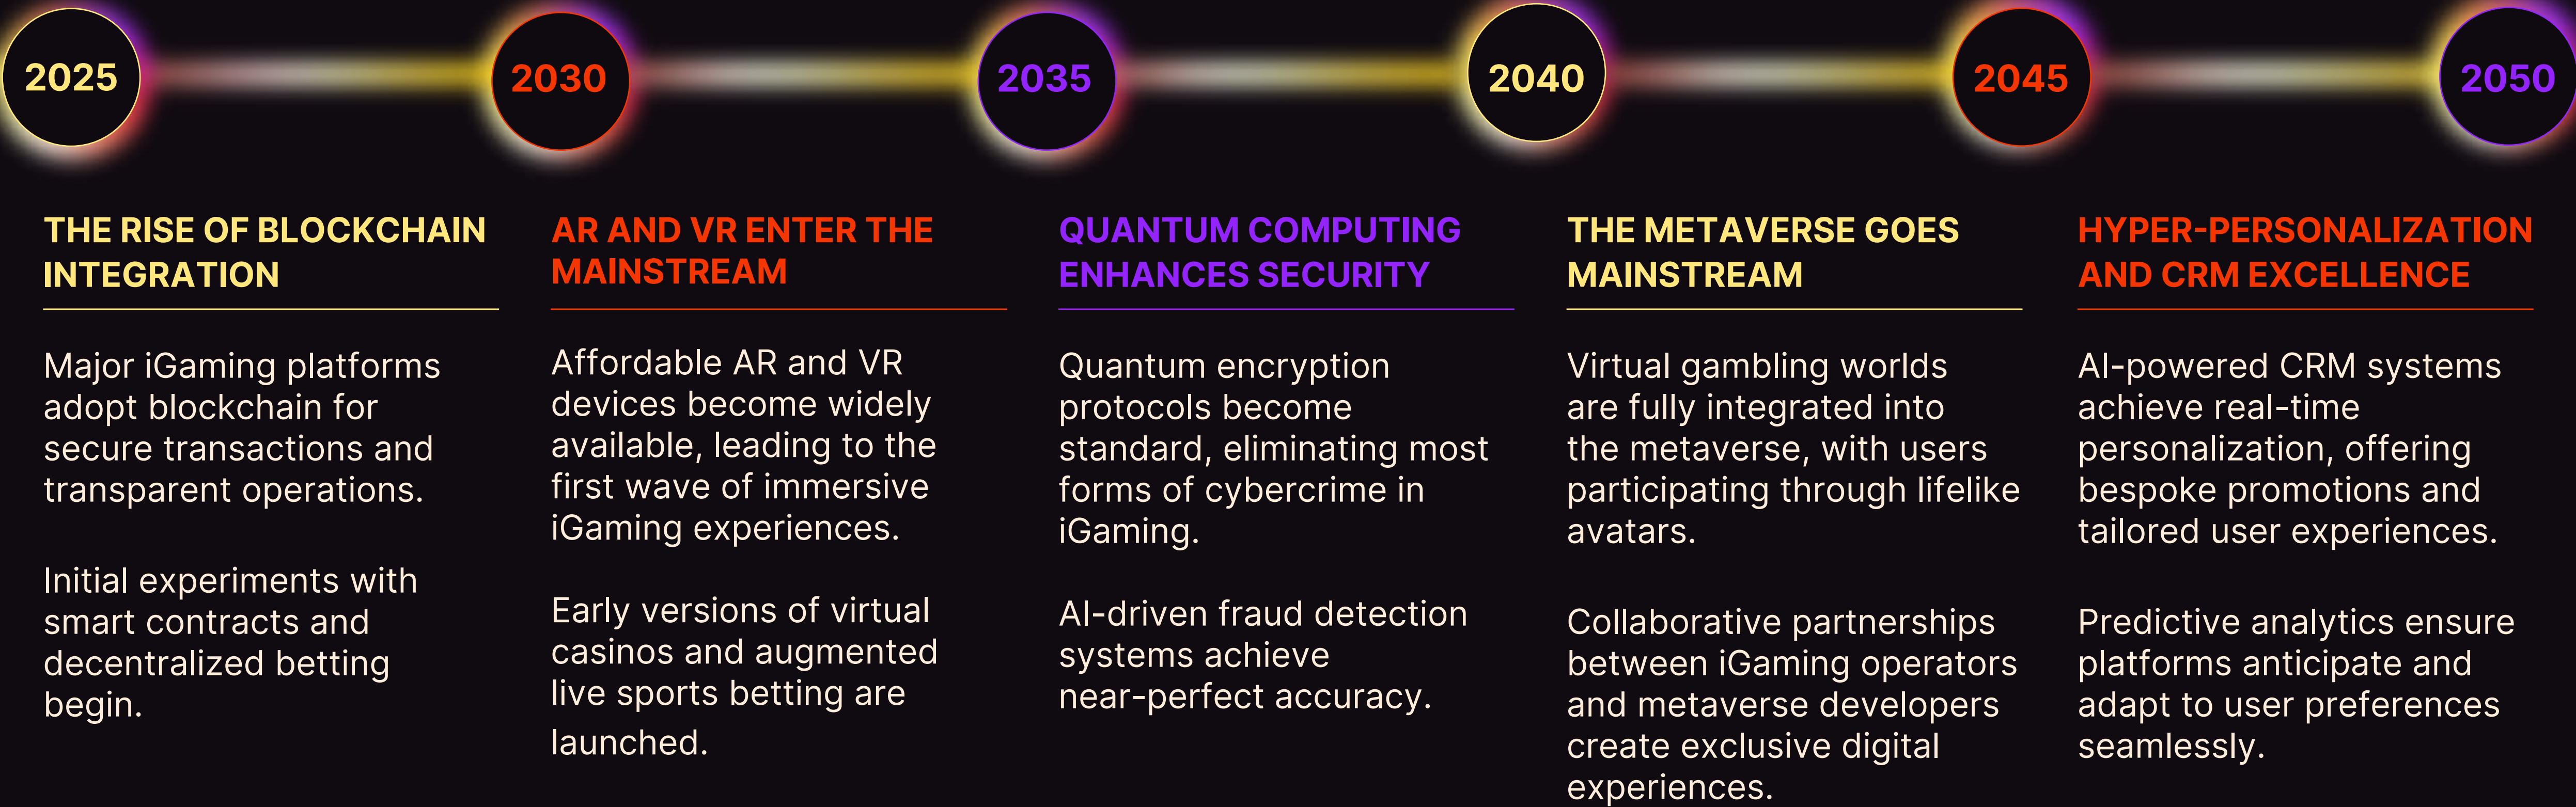 2025
2030
2035
2040
2045
2050
THE RISE OF BLOCKCHAIN
INTEGRATION
Major iGaming platforms
adopt blockchain for
secure transactions and
transparent operations.
Initial experiments with
smart contracts and
decentralized betting
begin.
AR AND VR ENTER THE
MAINSTREAM
Affordable AR and VR
devices become widely
available, leading to the
first wave of immersive
iGaming experiences.
Early versions of virtual
casinos and augmented
live sports betting are
launched.
QUANTUM COMPUTING
ENHANCES SECURITY
Quantum encryption
protocols become
standard, eliminating most
forms of cybercrime in
iGaming.
AI-driven fraud detection
systems achieve
near-perfect accuracy.
THE METAVERSE GOES
MAINSTREAM
Virtual gambling worlds
are fully integrated into
the metaverse, with users
participating through lifelike
avatars.
Collaborative partnerships
between iGaming operators
and metaverse developers
create exclusive digital
experiences.
HYPER-PERSONALIZATION
AND CRM EXCELLENCE
AI-powered CRM systems
achieve real-time
personalization, offering
bespoke promotions and
tailored user experiences.
Predictive analytics ensure
platforms anticipate and
adapt to user preferences
seamlessly.